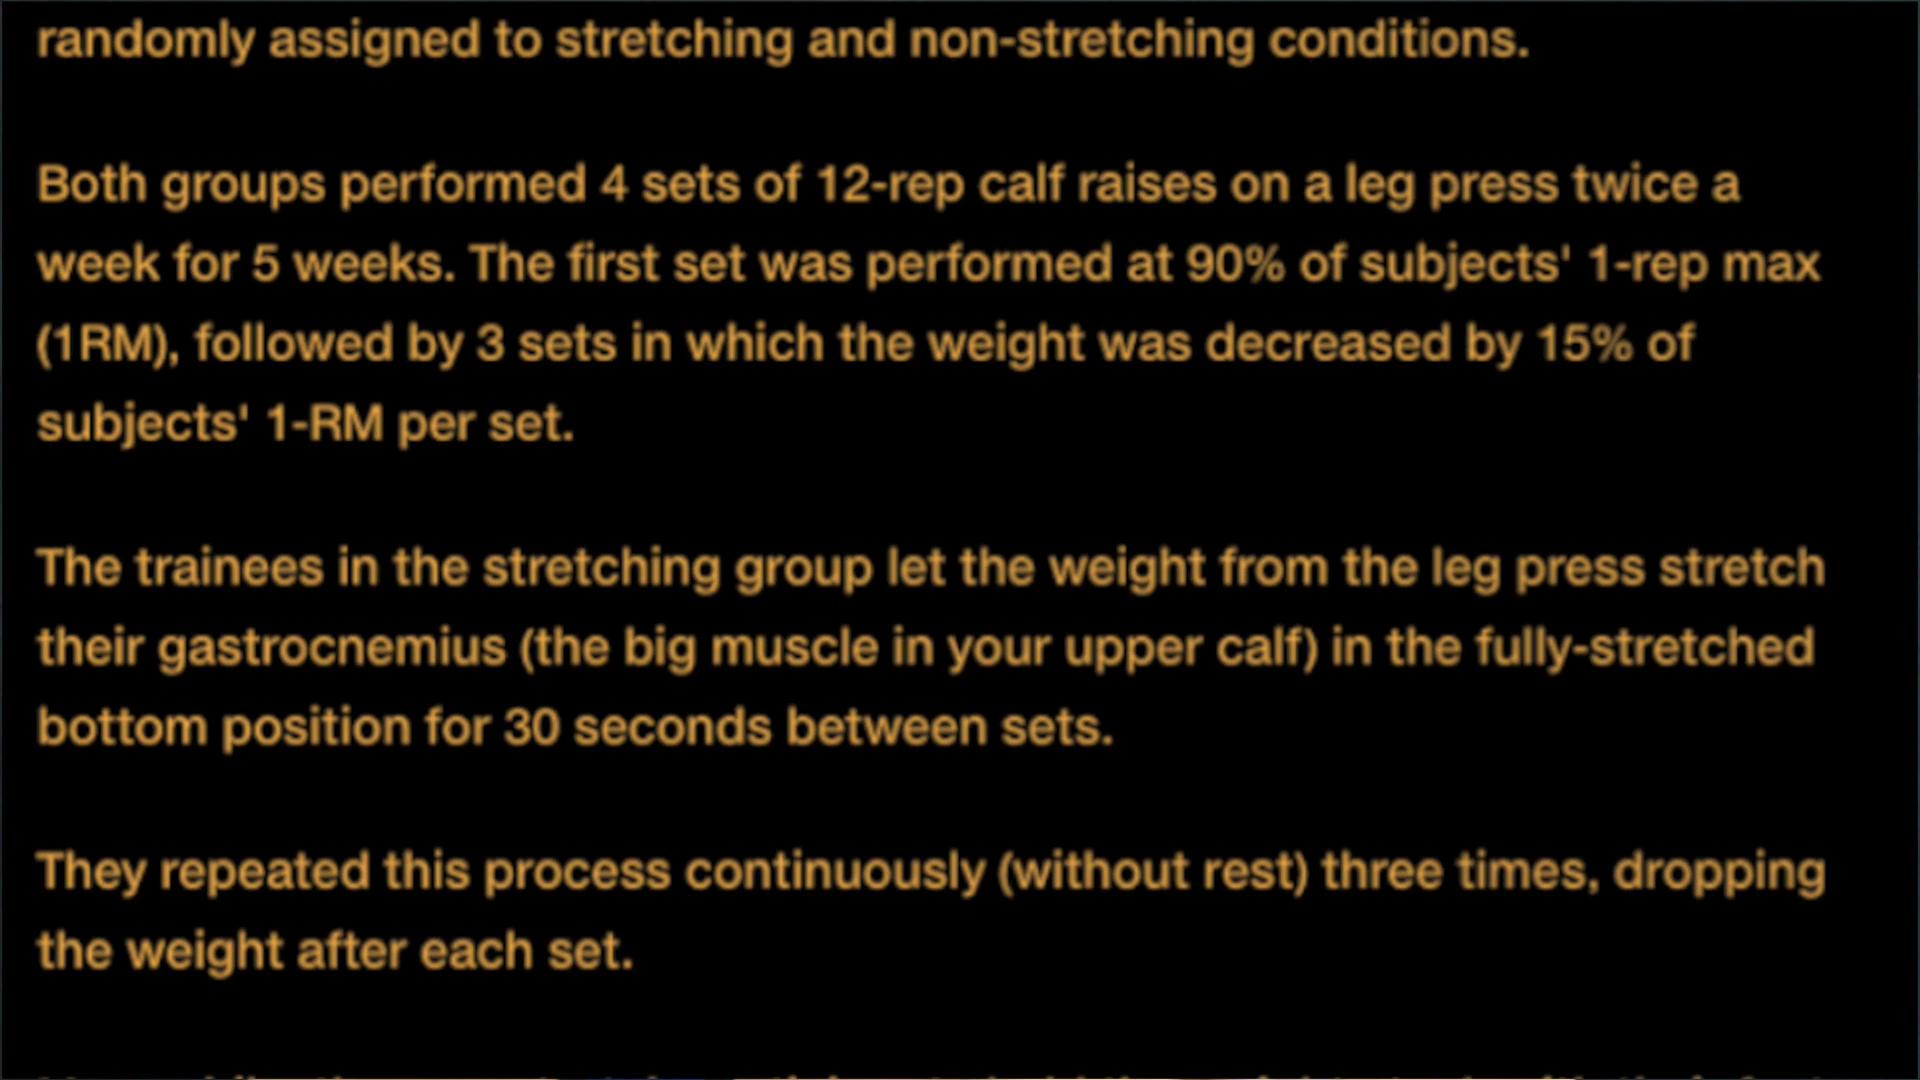 randomly assigned to stretching and non-stretching conditions.
Both groups performed 4 sets of 12-rep calf raises on a leg press twice a
week for 5 weeks. The first set was performed at 90% of subjects' 1-rep max
(1RM), followed by 3 sets in which the weight was decreased by 15% of
subjects' 1-RM per set.
The trainees in the stretching group let the weight from the leg press stretch
their gastrocnemius (the big muscle in your upper calf) in the fully-stretched
bottom position for 30 seconds between sets.
They repeated this process continuously (without rest) three times, dropping
the weight after each set.